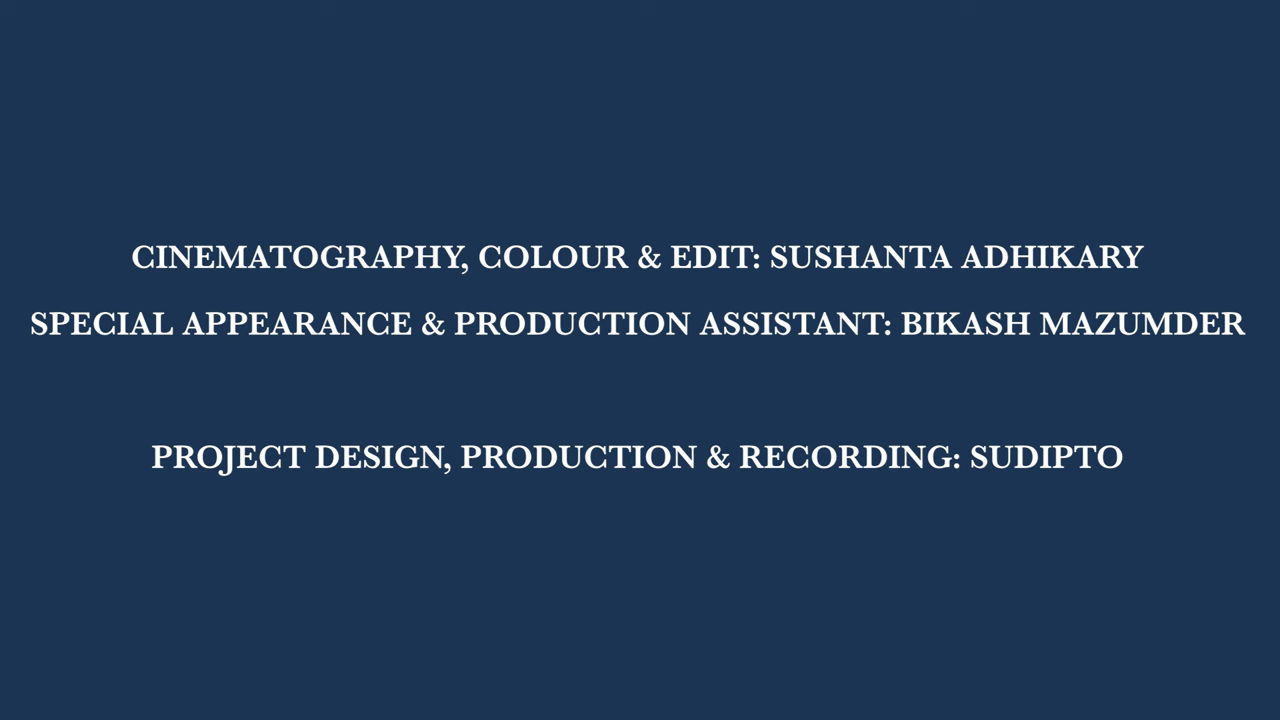 CINEMATOGRAPHY, COLOUR & EDIT: SUSHANTA ADHIKARY
SPECIAL APPEARANCE & PRODUCTION ASSISTANT: BIKASH MAZUMDER
PROJECT DESIGN, PRODUCTION & RECORDING: SUDIPTO